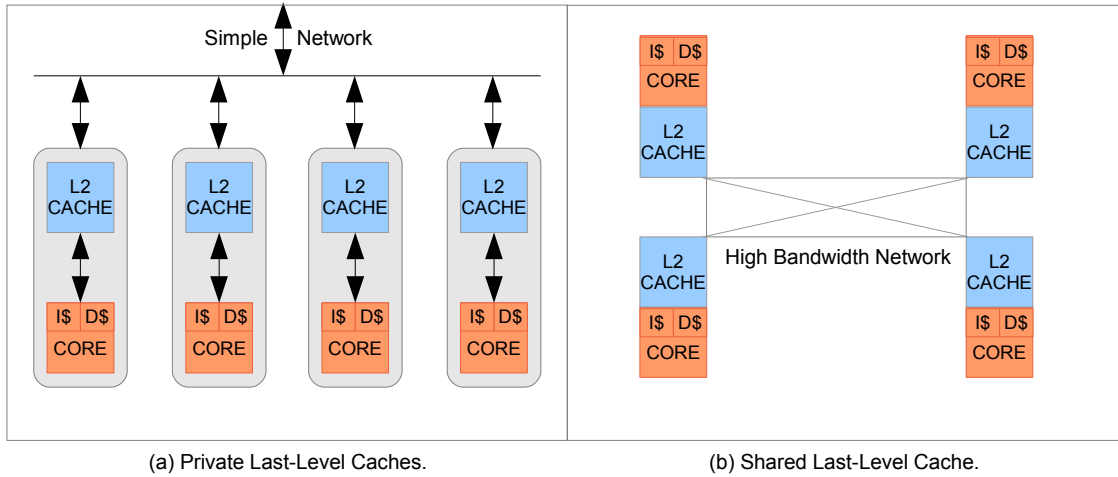 Simple Network
L2
CACHE
L2
CACHE
L2
CACHE
L2
CACHE
I$ D$
CORE
I$ D$
CORE
I$ D$
CORE
I$ D$
CORE
(a) Private Last-Level Caches.
I$ D$
CORE
L2
CACHE
I$ D$
CORE
L2
CACHE
High Bandwidth Network
L2
CACHE
I$ D$
CORE
L2
CACHE
I$ D$
CORE
(b) Shared Last-Level Cache.